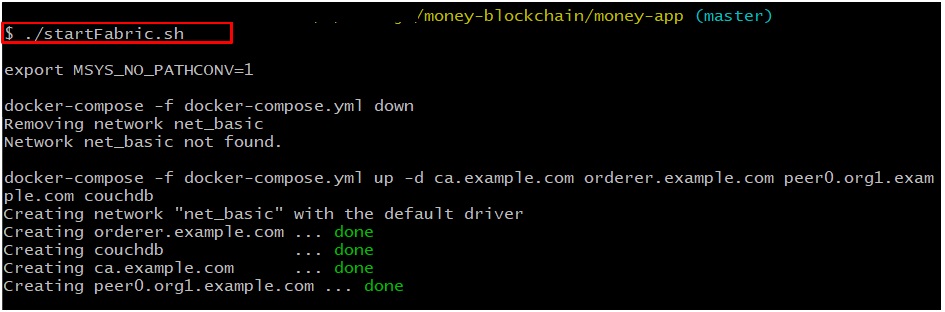 /money-blockchain/money-app (master)
$ ./startFabric.sh
export MSYS_NO_PATHCONV=1
docker-compose -f docker-compose.yml down
Removing network net_basic
Network net_basic not found.
docker-compose -f docker-compose.yml up -d ca.example.com orderer.example.com peer0.org1.exam
ple.com couchdb
Creating network "net_basic" with the default driver
Creating orderer.example.com ... done
Creating couchdb             ... done
Creating ca.example.com      ... done
Creating peer0.org1.example.com ... done